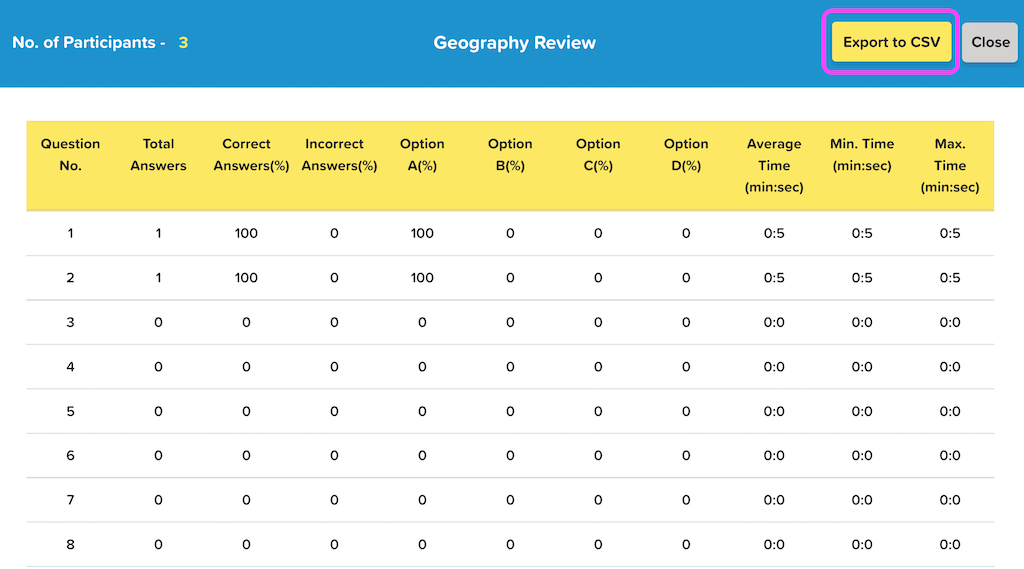 No. of Participants - 3 Geography Review Export to CSV Close
Question No. Total Answers Correct Answers(%) Incorrect Answers(%) Option A(%) Option B(%) Option C(%) Option D(%) Average Time (min:sec) Min. Time (min:sec) Max. Time (min:sec)
1 1 100 0 100 0 0 0 0:5 0:5 0:5
2 1 100 0 100 0 0 0 0:5 0:5 0:5
3 0 0 0 0 0 0 0 0:0 0:0 0:0
4 0 0 0 0 0 0 0 0:0 0:0 0:0
5 0 0 0 0 0 0 0 0:0 0:0 0:0
6 0 0 0 0 0 0 0 0:0 0:0 0:0
7 0 0 0 0 0 0 0 0:0 0:0 0:0
8 0 0 0 0 0 0 0 0:0 0:0 0:0